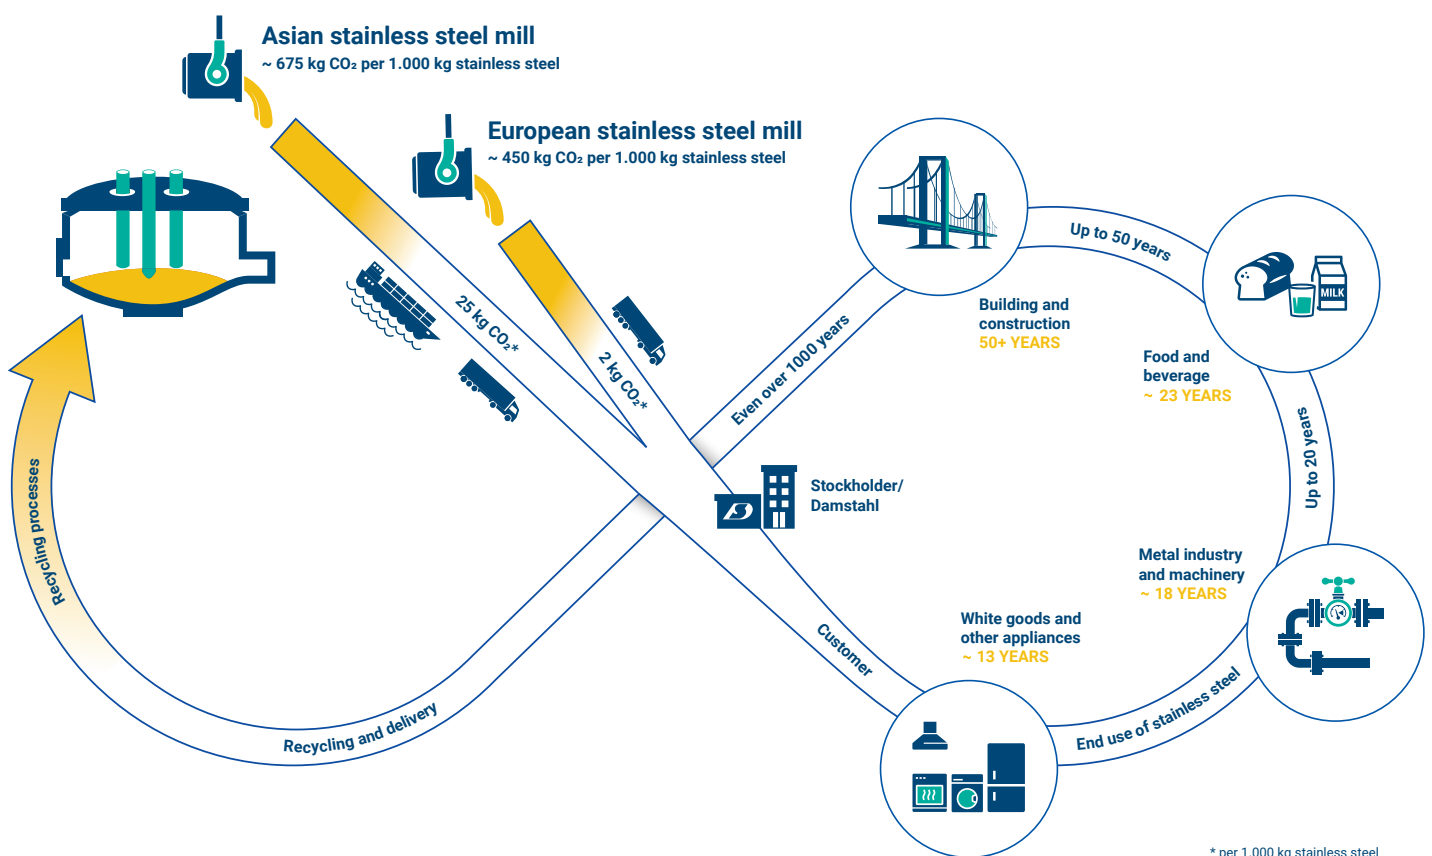 Asian stainless steel mill
~ 675 kg CO₂ per 1.000 kg stainless steel
European stainless steel mill
~ 450 kg CO₂ per 1.000 kg stainless steel
25 kg CO₂*
2 kg CO₂*
Even over 1000 years
Up to 50 years
MILK
Building and
construction
50+ YEARS
Food and
beverage
~ 23 YEARS
Up to 20 years
Stockholder/
Damstahl
Metal industry
and machinery
~ 18 YEARS
White goods and
other appliances
~ 13 YEARS
Customer
End use of stainless steel
Recycling and delivery
Recycling processes
* per 1.000 kg stainless steel